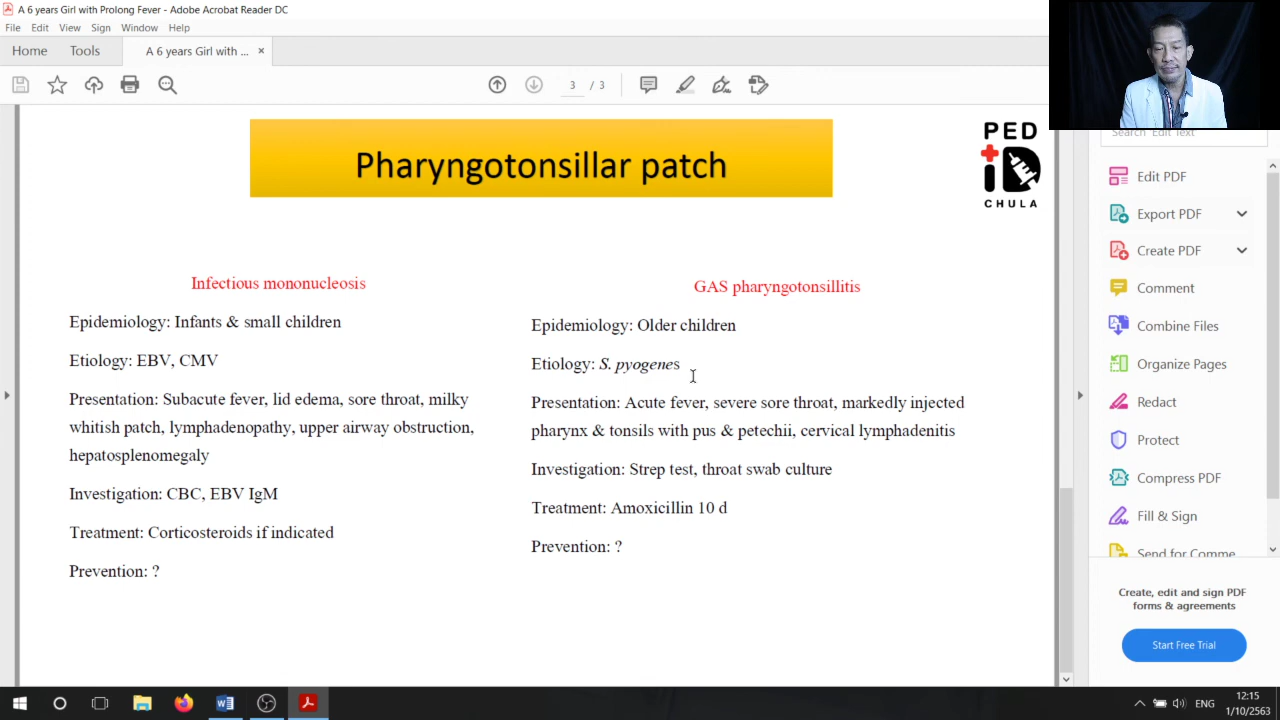 A 6 years Girl with Prolong Fever - Adobe Acrobat Reader DC
File Edit View Sign Window Help
Home Tools A 6 years Girl with ... ×
3 / 3
Pharyngotonsillar patch
PED
iD
CHULA
Infectious mononucleosis
Epidemiology: Infants & small children
Etiology: EBV, CMV
Presentation: Subacute fever, lid edema, sore throat, milky
whitish patch, lymphadenopathy, upper airway obstruction,
hepatosplenomegaly
Investigation: CBC, EBV IgM
Treatment: Corticosteroids if indicated
Prevention: ?
GAS pharyngotonsillitis
Epidemiology: Older children
Etiology: S. pyogenes
Presentation: Acute fever, severe sore throat, markedly injected
pharynx & tonsils with pus & petechii, cervical lymphadenitis
Investigation: Strep test, throat swab culture
Treatment: Amoxicillin 10 d
Prevention: ?
Search 'Edit Text'
Edit PDF
Export PDF
Create PDF
Comment
Combine Files
Organize Pages
Redact
Protect
Compress PDF
Fill & Sign
Send for Comme
Create, edit and sign PDF
forms & agreements
Start Free Trial
ENG
12:15
1/10/2563